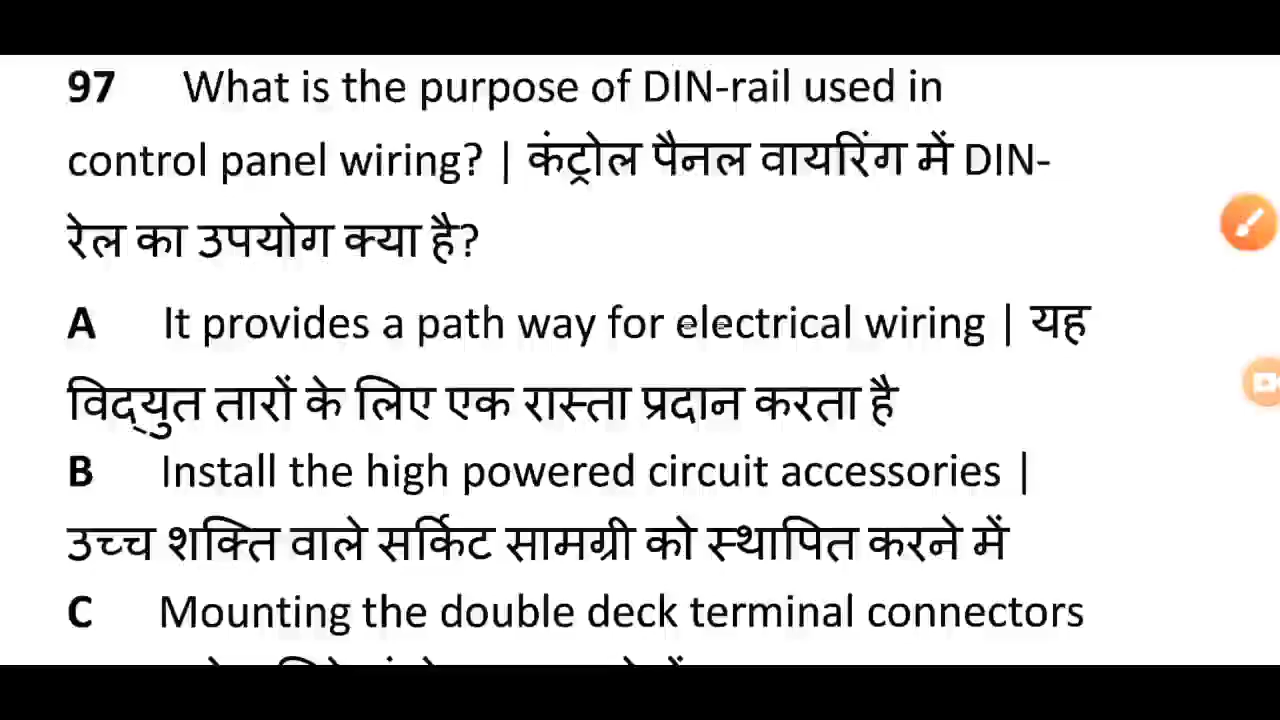 97 What is the purpose of DIN-rail used in
control panel wiring? | कंट्रोल पैनल वायरिंग में DIN-
रेल का उपयोग क्या है?
A It provides a path way for electrical wiring | यह
विद्युत तारों के लिए एक रास्ता प्रदान करता है
B Install the high powered circuit accessories |
उच्च शक्ति वाले सर्किट सामग्री को स्थापित करने में
C Mounting the double deck terminal connectors